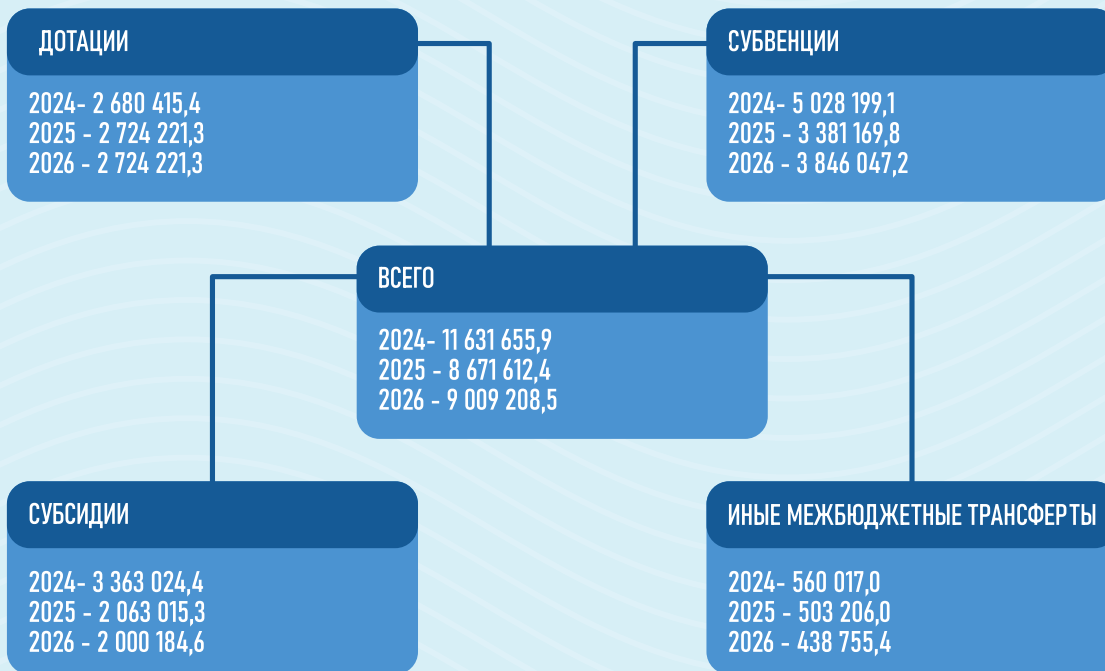 ДОТАЦИИ
2024- 2 680 415,4
2025 - 2 724 221,3
2026 - 2 724 221,3
СУБВЕНЦИИ
2024- 5 028 199,1
2025 - 3 381 169,8
2026 - 3 846 047,2
ВСЕГО
2024- 11 631 655,9
2025 - 8 671 612,4
2026 - 9 009 208,5
СУБСИДИИ
2024- 3 363 024,4
2025 - 2 063 015,3
2026 - 2 000 184,6
ИНЫЕ МЕЖБЮДЖЕТНЫЕ ТРАНСФЕРТЫ
2024- 560 017,0
2025 - 503 206,0
2026 - 438 755,4